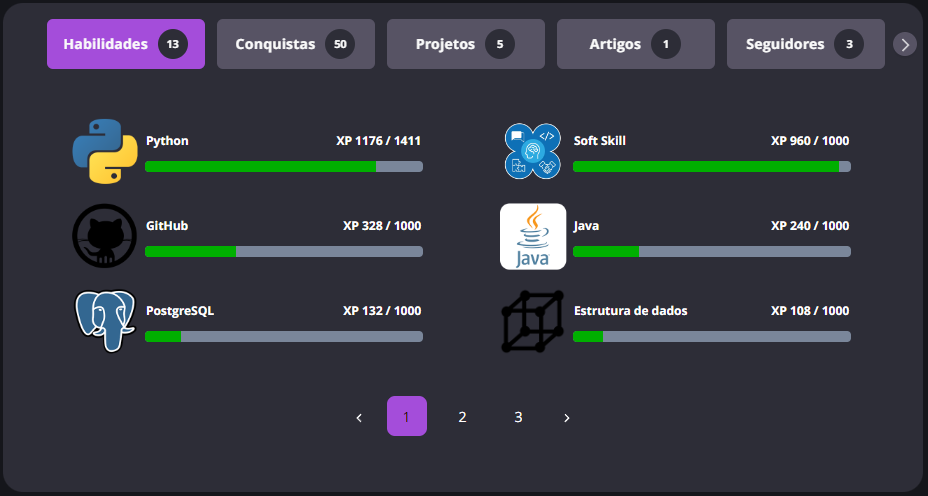 Habilidades 13 Conquistas 50 Projetos 5 Artigos 1 Seguidores 3
Python XP 1176 / 1411
Soft Skill XP 960 / 1000
GitHub XP 328 / 1000
Java
Java XP 240 / 1000
PostgreSQL XP 132 / 1000
Estrutura de dados XP 108 / 1000
1 2 3